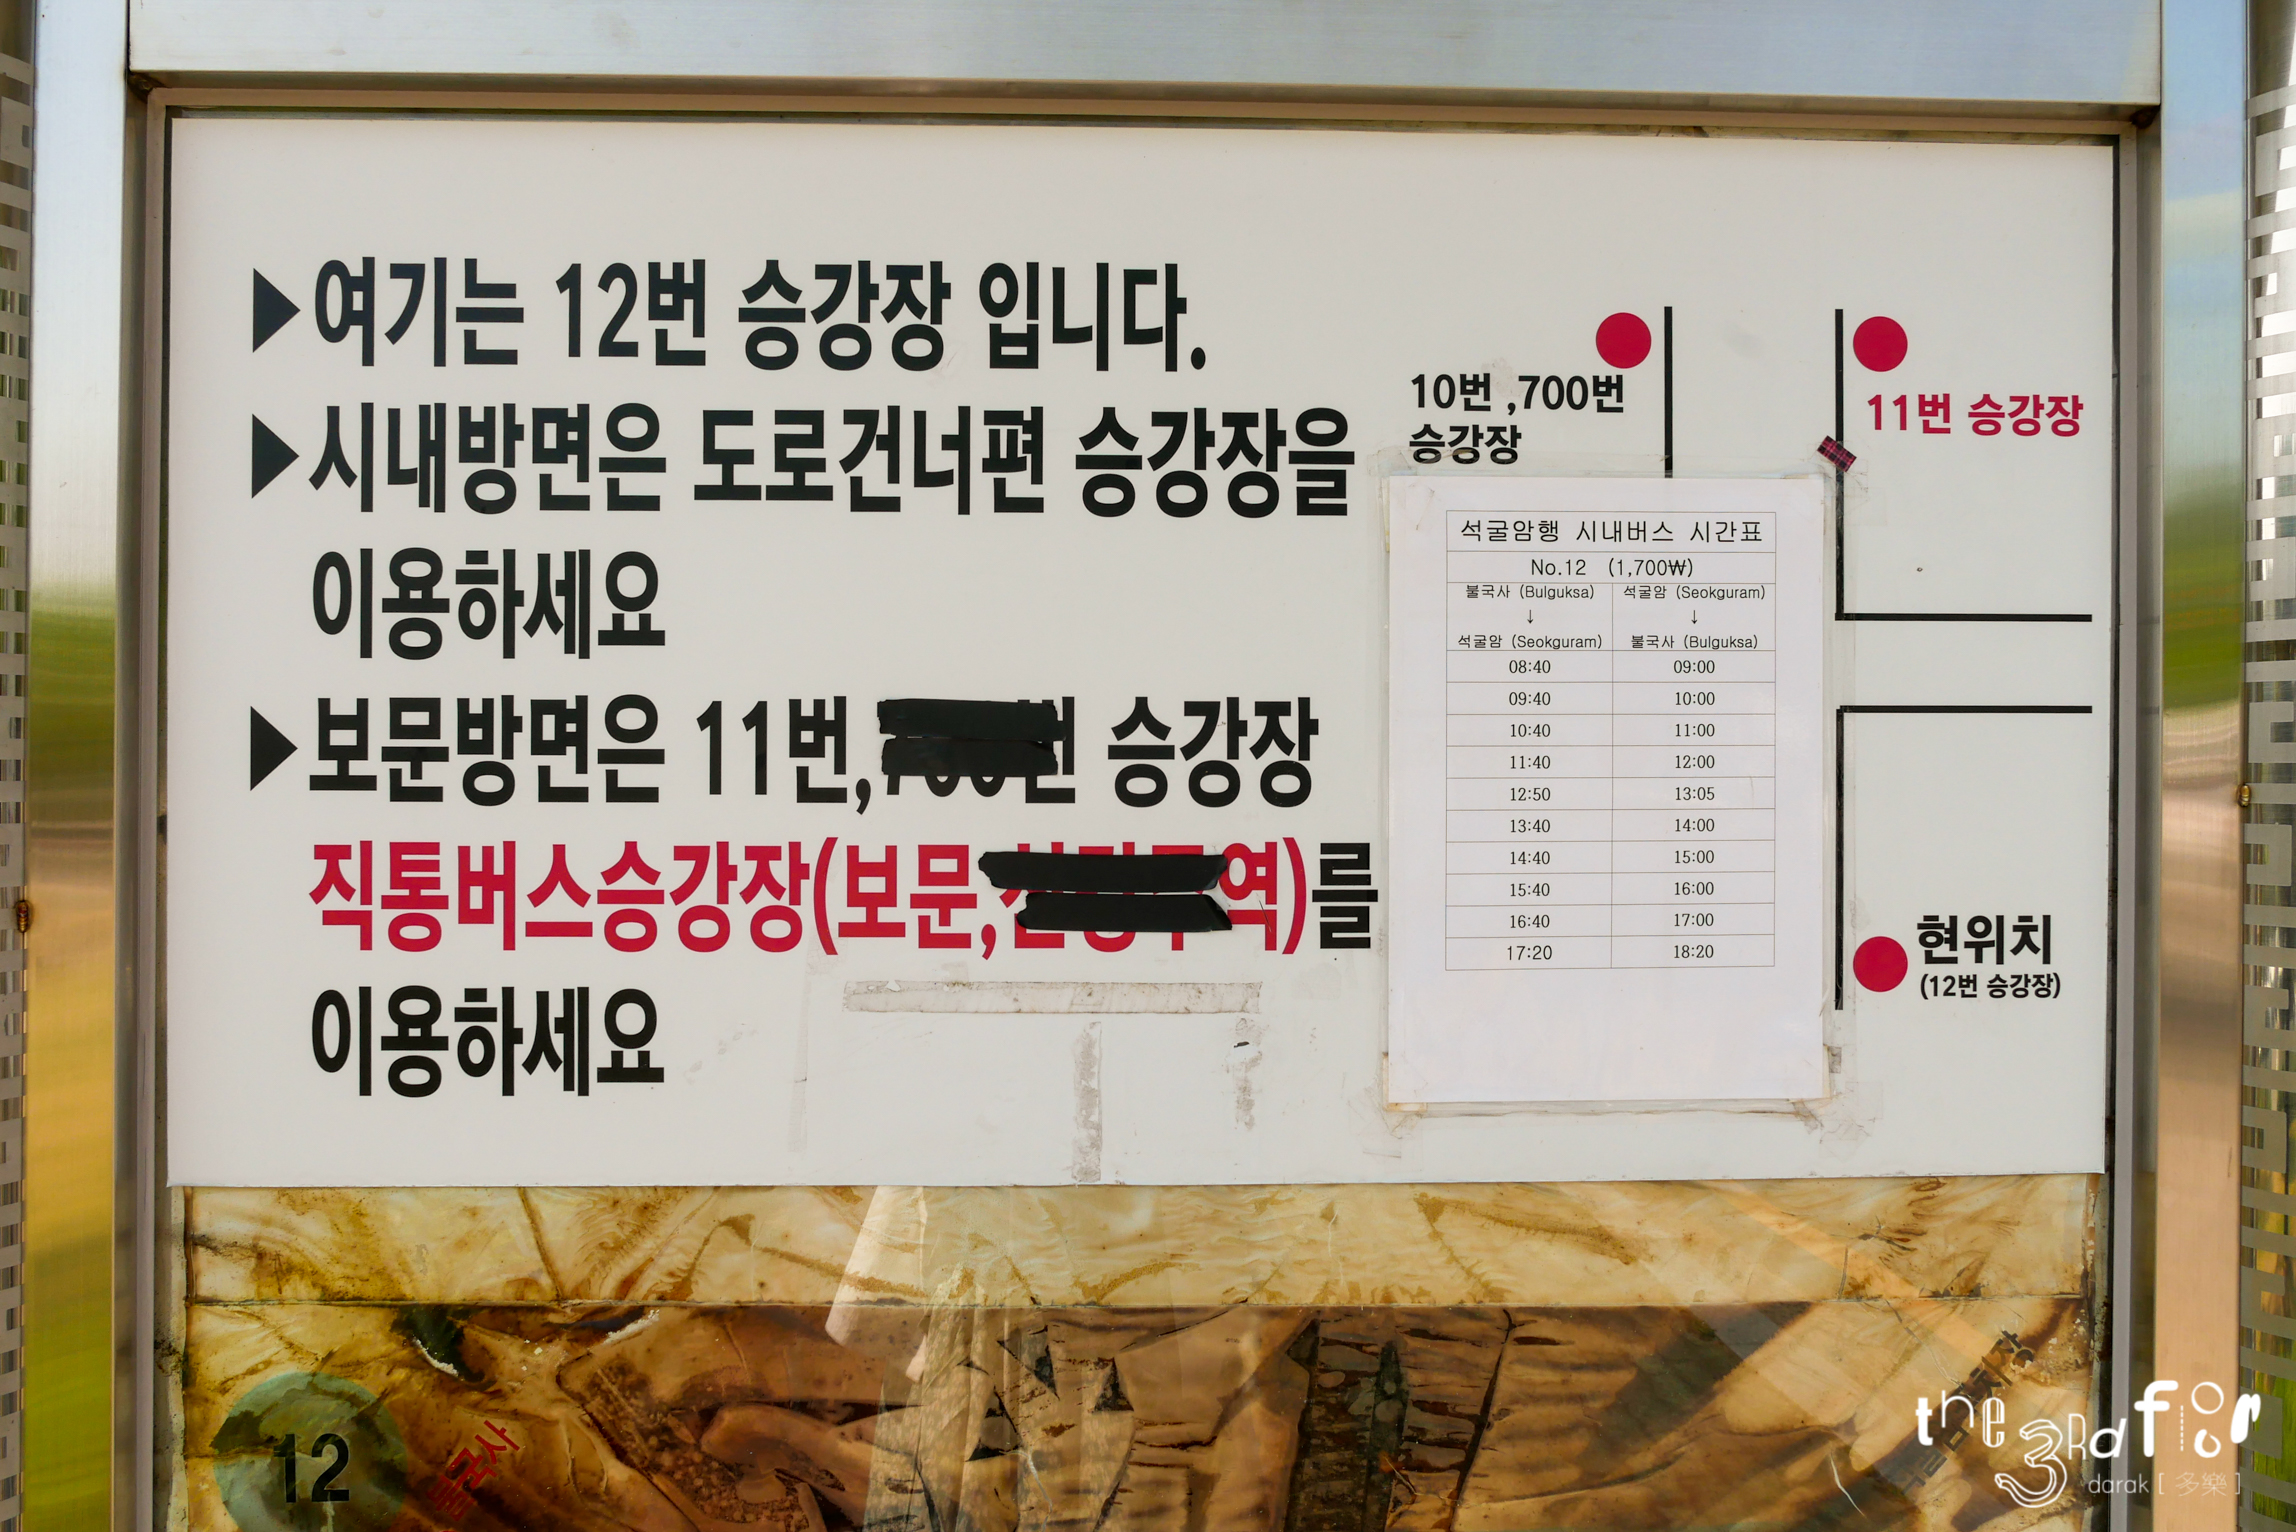 ▶여기는 12번 승강장 입니다.
▶시내방면은 도로건너편 승강장을
이용하세요
▶보문방면은 11번, 승강장
직통버스승강장(보문,역)를
이용하세요
10번 ,700번
승강장
11번 승강장
석굴암행 시내버스 시간표
No.12 (1,700₩)
불국사 (Bulguksa) 석굴암 (Seokguram)
↓ ↓
석굴암 (Seokguram) 불국사 (Bulguksa)
08:40 09:00
09:40 10:00
10:40 11:00
11:40 12:00
12:50 13:05
13:40 14:00
14:40 15:00
15:40 16:00
16:40 17:00
17:20 18:20
현위치
(12번 승강장)
12
불국사
the 3Rd floor
darak [ 多樂 ]